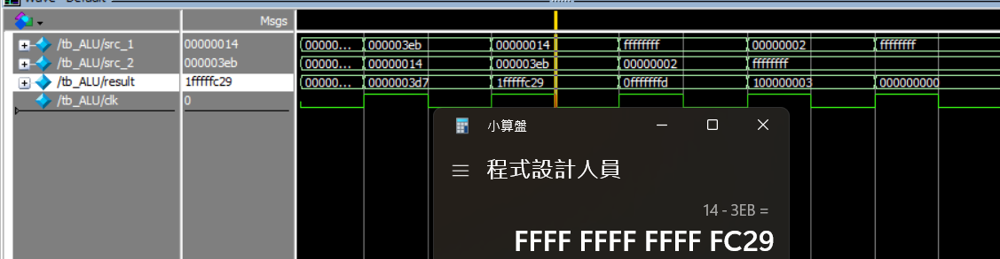 Wave - Default
Msgs
/tb_ALU/src_1 00000014 00000... 000003eb 00000014 ffffffff 00000002 ffffffff
/tb_ALU/src_2 000003eb 00000... 00000014 000003eb 00000002 ffffffff
/tb_ALU/result 1fffffc29 00000... 0000003d7 1fffffc29 0fffffffd 100000003 000000000
/tb_ALU/clk 0
小算盤
程式設計人員
14 - 3EB =
FFFF FFFF FFFF FC29